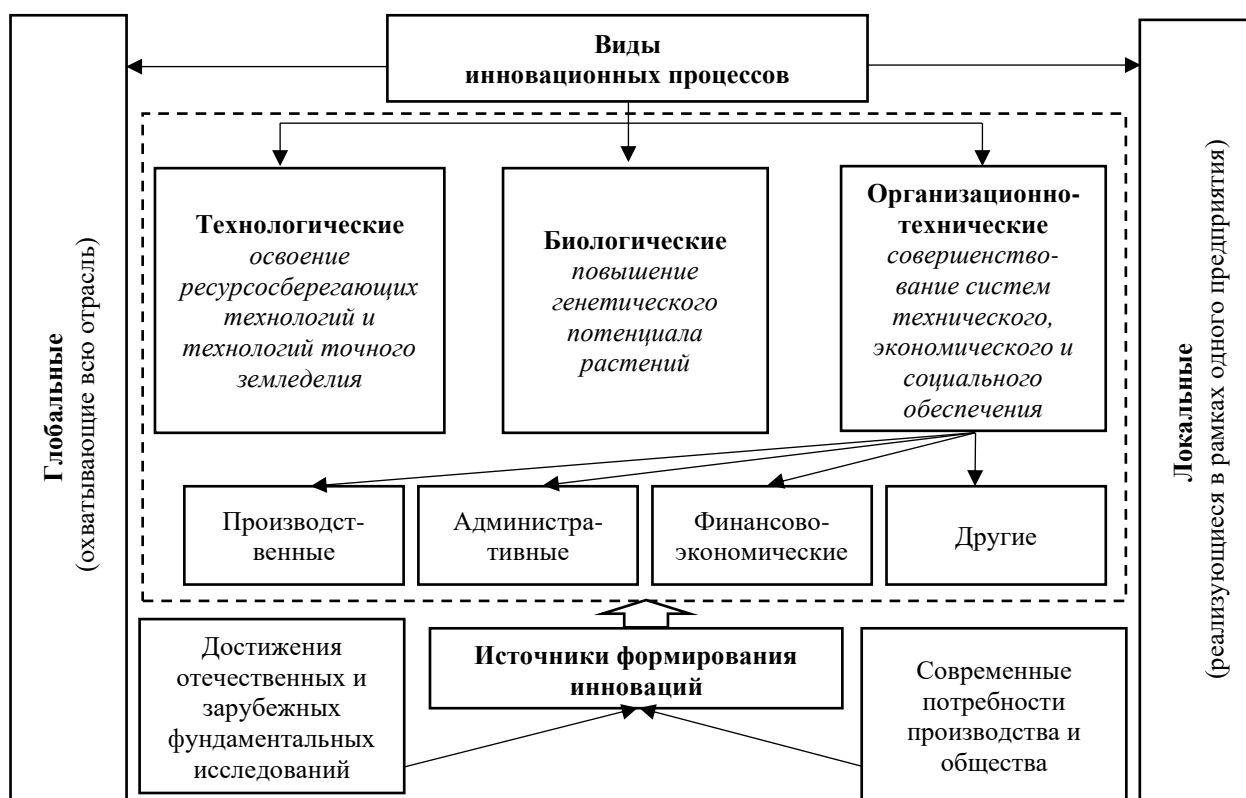 Виды
инновационных процессов
Глобальные
(охватывающие всю отрасль)
Технологические
освоение
ресурсосберегающих
технологий и
технологий точного
земледелия
Биологические
повышение
генетического
потенциала
растений
Организационно-
технические
совершенство-
вание систем
технического,
экономического и
социального
обеспечения
Локальные
(реализующиеся в рамках одного предприятия)
Производст-
венные
Администра-
тивные
Финансово-
экономические
Другие
Достижения
отечественных и
зарубежных
фундаментальных
исследований
Источники формирования
инноваций
Современные
потребности
производства и
общества